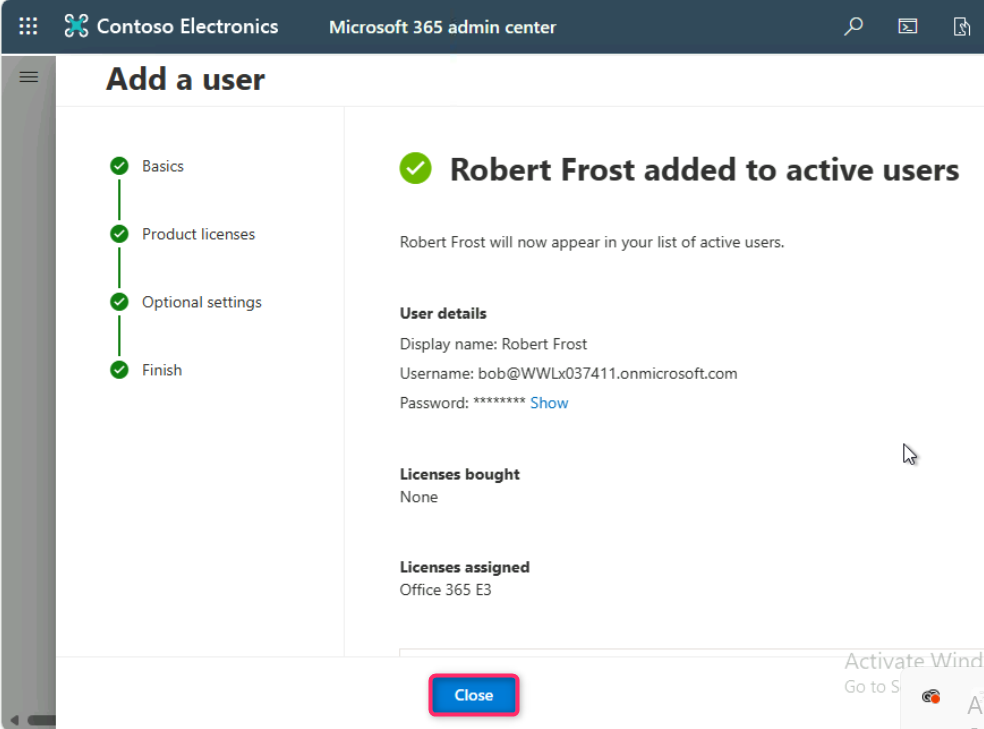 Contoso Electronics
Microsoft 365 admin center
Add a user
Basics
Product licenses
Optional settings
Finish
Robert Frost added to active users
Robert Frost will now appear in your list of active users.
User details
Display name: Robert Frost
Username: bob@WWLx037411.onmicrosoft.com
Password: ******** Show
Licenses bought
None
Licenses assigned
Office 365 E3
Close
Activate Wind
Go to S
A